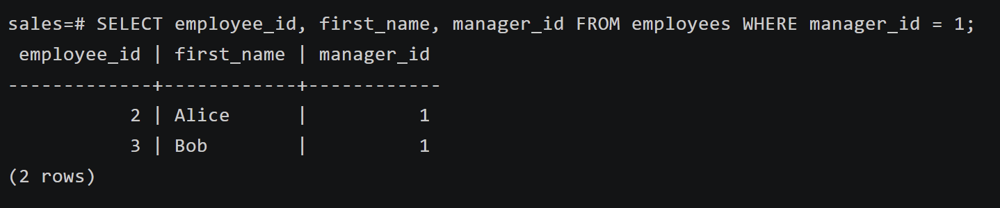 sales=# SELECT employee_id, first_name, manager_id FROM employees WHERE manager_id = 1;
 employee_id | first_name | manager_id
-------------+------------+------------
           2 | Alice      |          1
           3 | Bob        |          1
(2 rows)